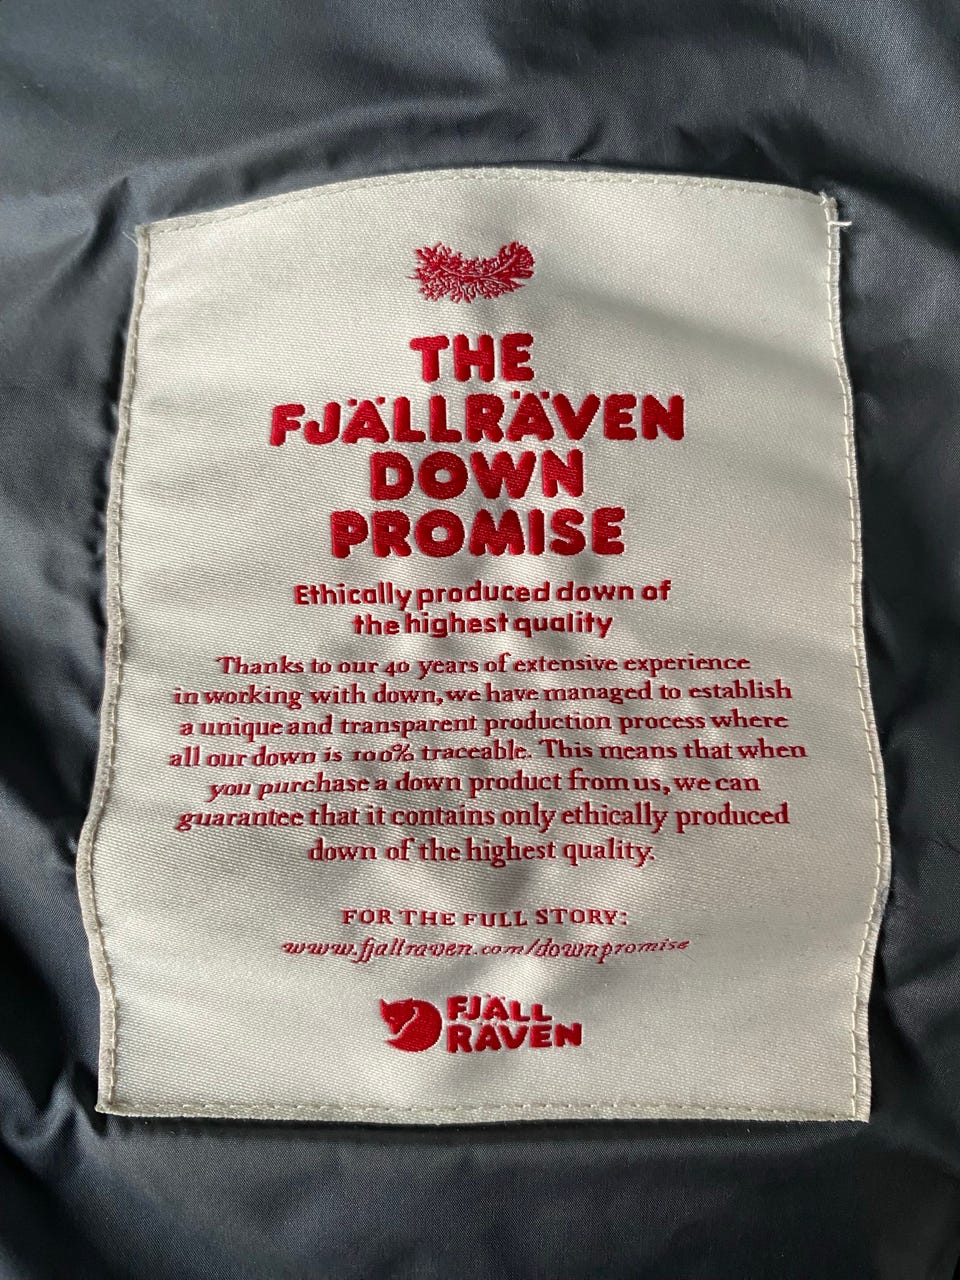 THE
FJÄLLRÄVEN
DOWN
PROMISE
Ethically produced down of
the highest quality
Thanks to our 40 years of extensive experience
in working with down, we have managed to establish
a unique and transparent production process where
all our down is 100% traceable. This means that when
you purchase a down product from us, we can
guarantee that it contains only ethically produced
down of the highest quality.
FOR THE FULL STORY:
www.fjallraven.com/downpromise
FJÄLL
RÄVEN